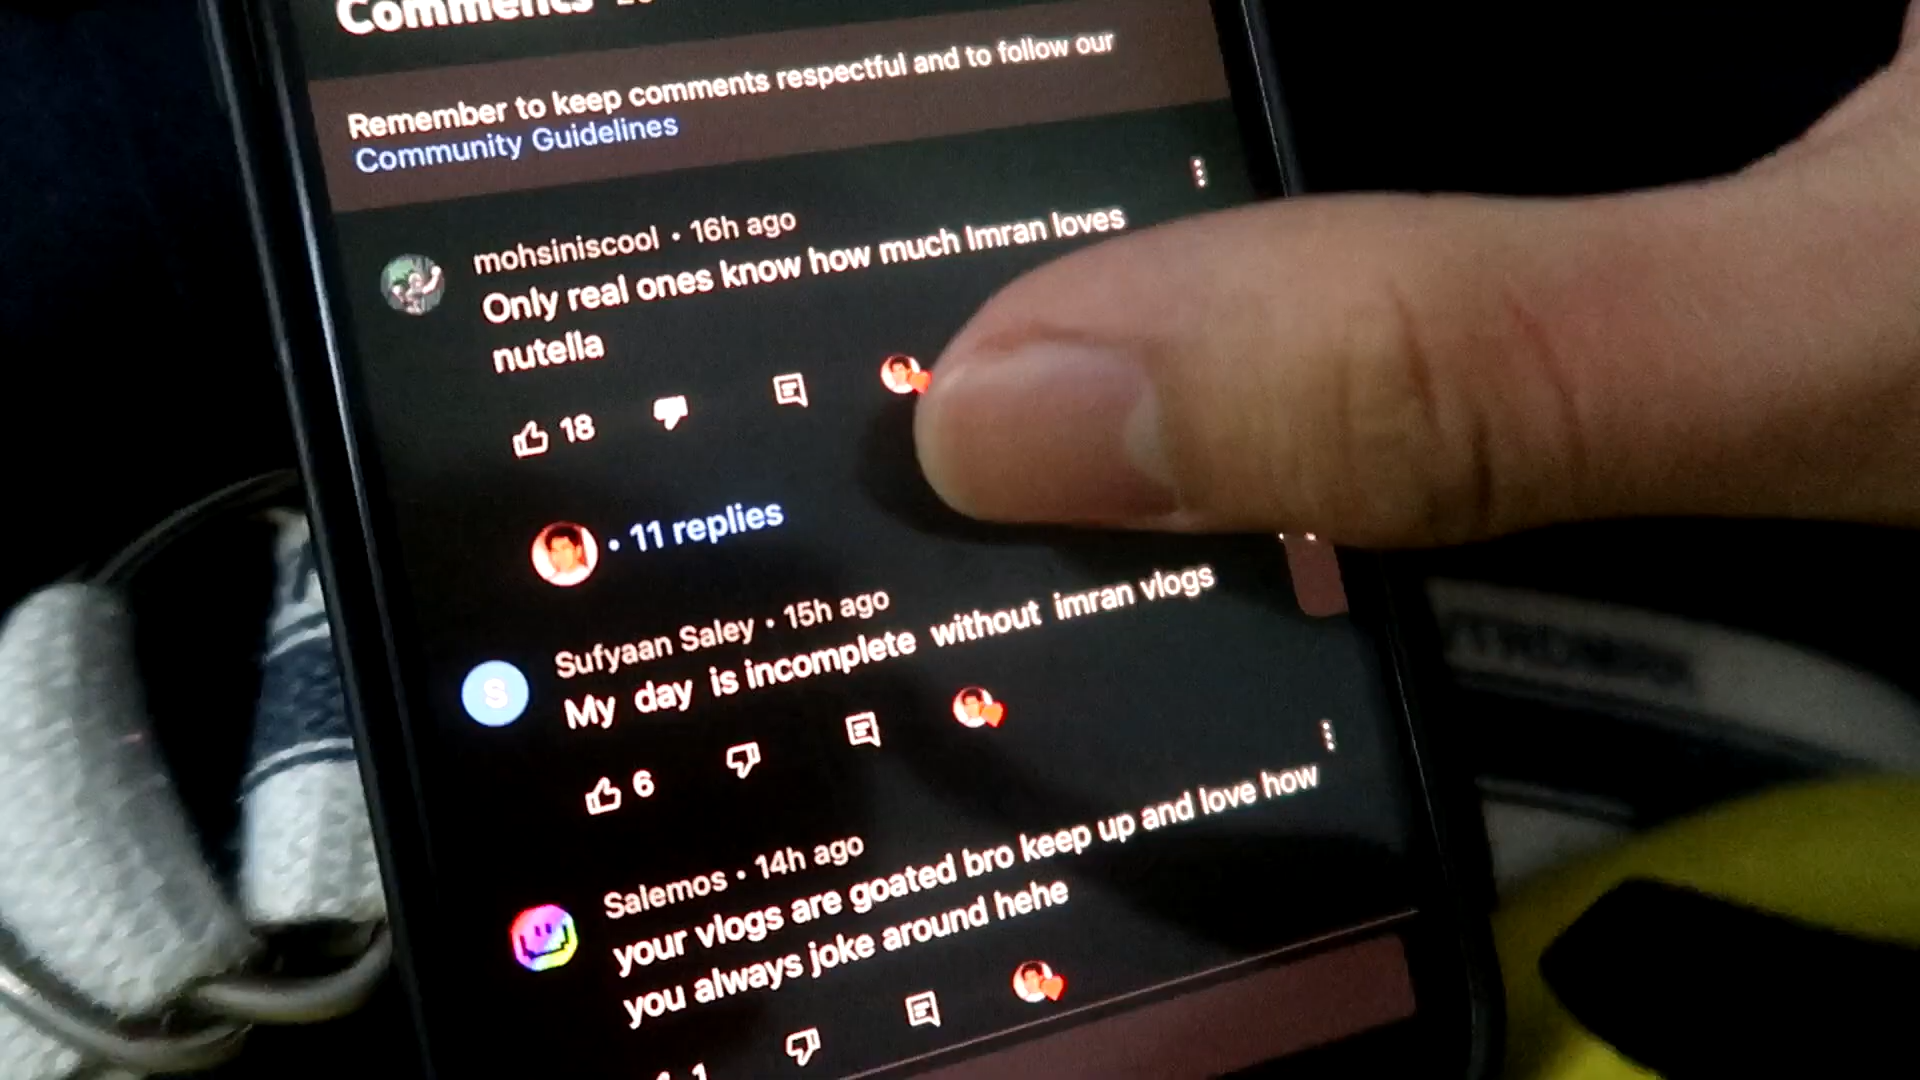 Comments
Remember to keep comments respectful and to follow our
Community Guidelines
mohsiniscool • 16h ago
Only real ones know how much Imran loves
nutella
18
• 11 replies
S
Sufyaan Saley • 15h ago
My day is incomplete without imran vlogs
6
Salemos • 14h ago
your vlogs are goated bro keep up and love how
you always joke around hehe
1